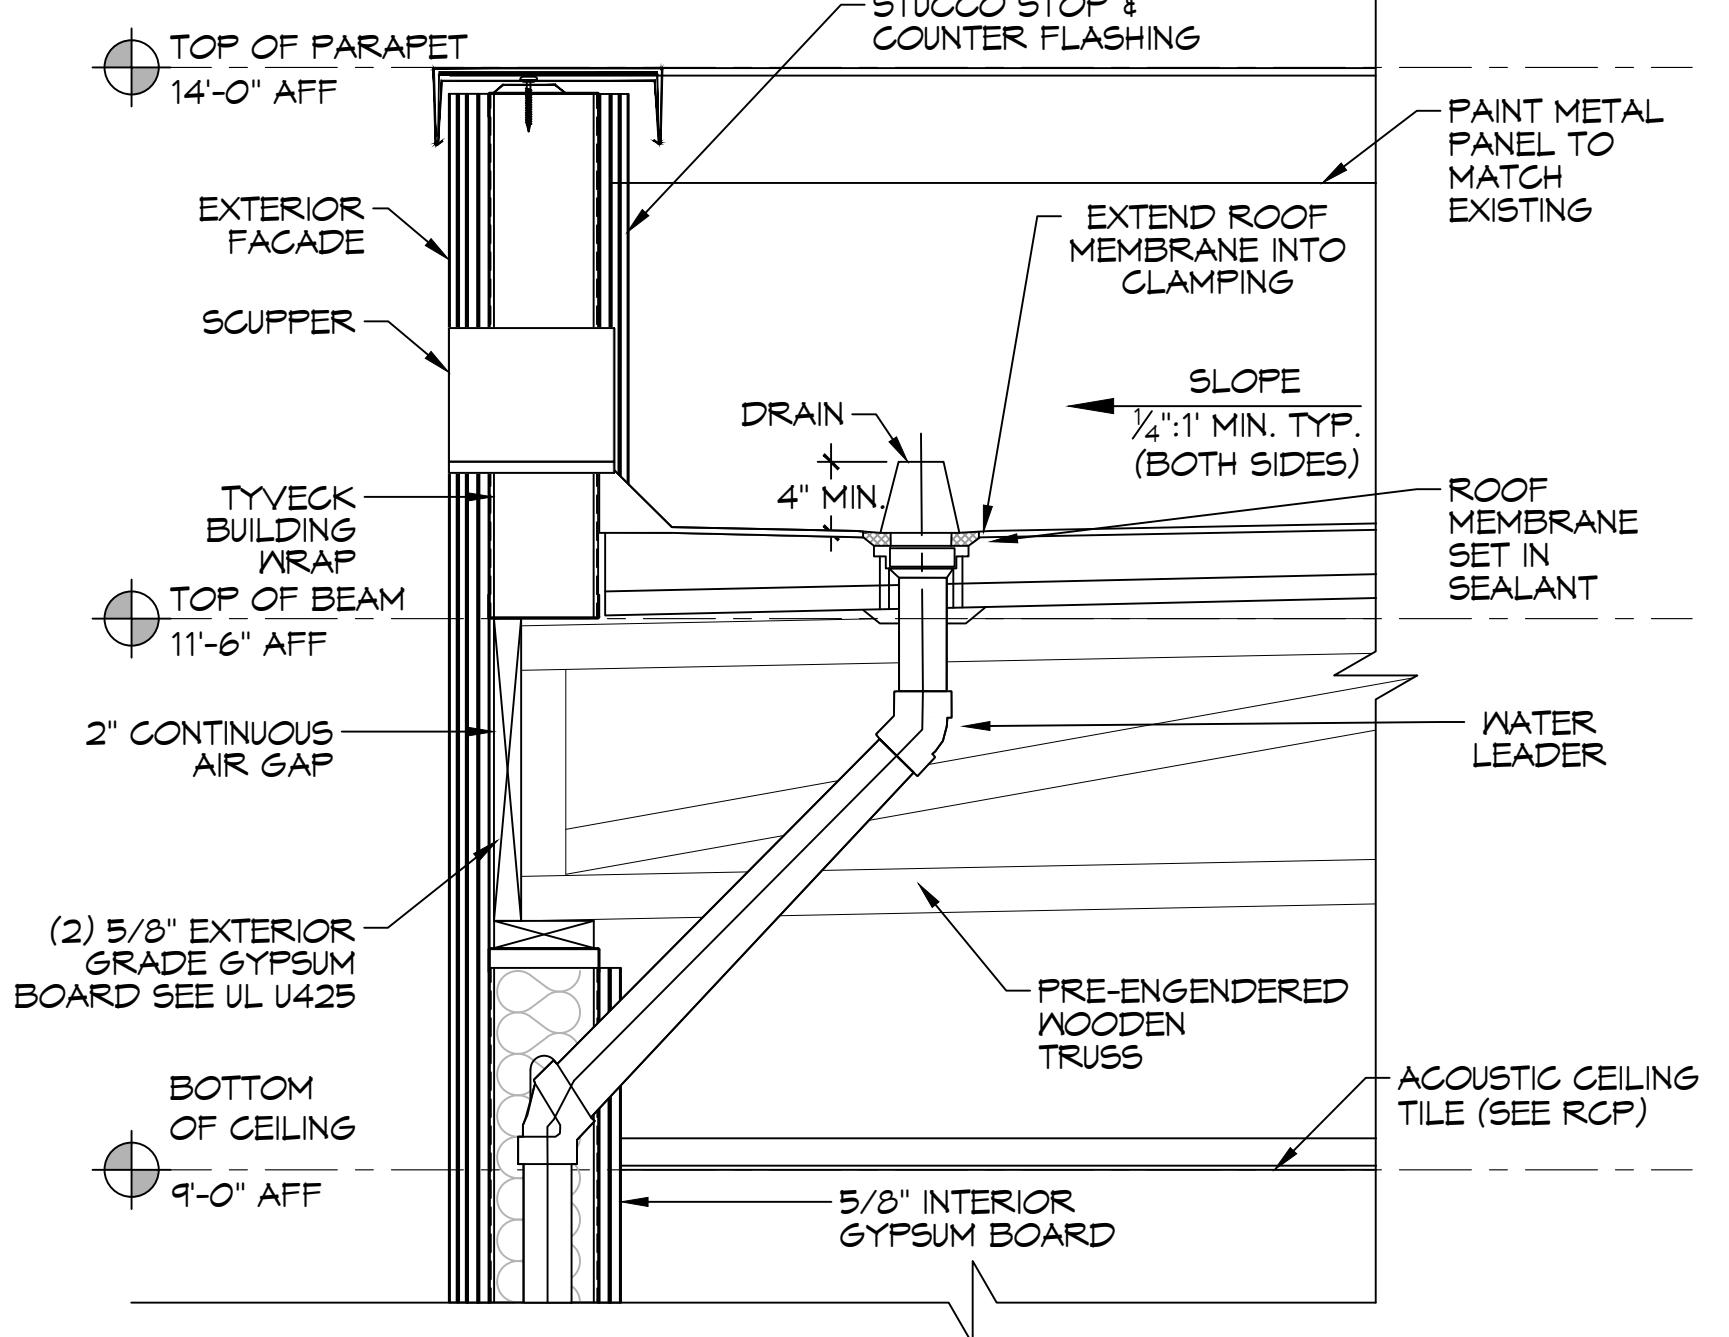 STUCCO STOP &
COUNTER FLASHING
TOP OF PARAPET
14'-0" AFF
PAINT METAL
PANEL TO
MATCH
EXISTING
EXTERIOR
FACADE
EXTEND ROOF
MEMBRANE INTO
CLAMPING
SCUPPER
SLOPE
1/4":1' MIN. TYP.
(BOTH SIDES)
DRAIN
4" MIN.
TYVECK
BUILDING
WRAP
ROOF
MEMBRANE
SET IN
SEALANT
TOP OF BEAM
11'-6" AFF
2" CONTINUOUS
AIR GAP
WATER
LEADER
(2) 5/8" EXTERIOR
GRADE GYPSUM
BOARD SEE UL U425
PRE-ENGENDERED
WOODEN
TRUSS
BOTTOM
OF CEILING
9'-0" AFF
ACOUSTIC CEILING
TILE (SEE RCP)
5/8" INTERIOR
GYPSUM BOARD